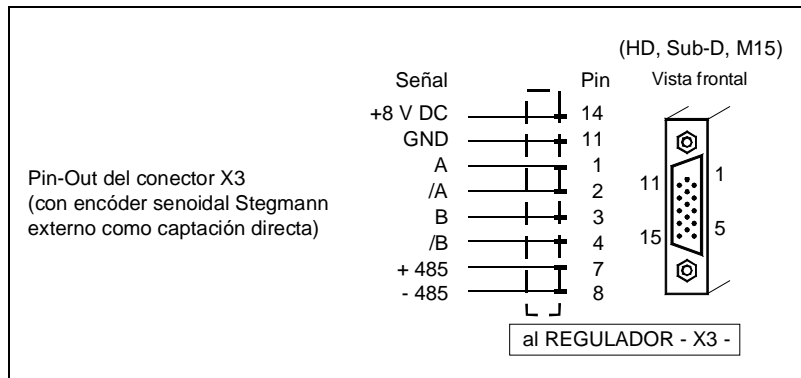 (HD, Sub-D, M15)
Señal Pin Vista frontal
+8 V DC 14
GND 11
A 1
/A 2
B 3
/B 4
+ 485 7
- 485 8
11 1
15 5
Pin-Out del conector X3
(con encóder senoidal Stegmann
externo como captación directa)
al REGULADOR - X3 -